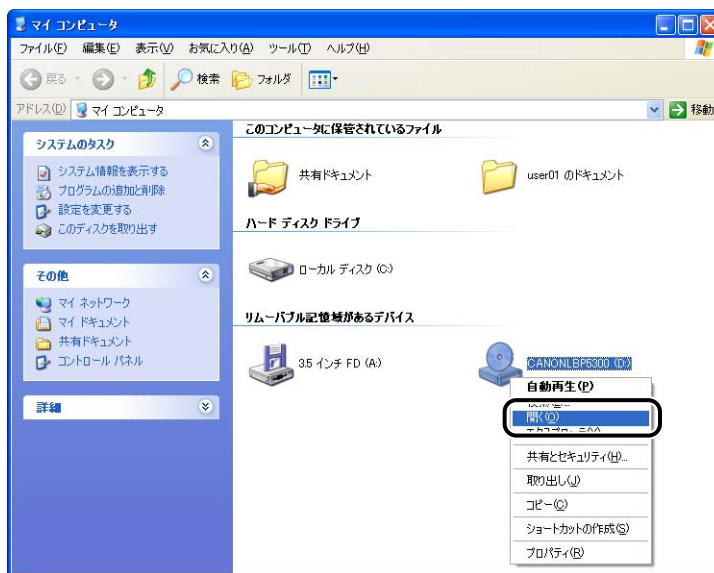 マイ コンピュータ
ファイル(F) 編集(E) 表示(V) お気に入り(A) ツール(T) ヘルプ(H)
戻る 検索 フォルダ
アドレス(D) マイ コンピュータ 移動
システムのタスク
システム情報を表示する
プログラムの追加と削除
設定を変更する
このディスクを取り出す
その他
マイ ネットワーク
マイ ドキュメント
共有ドキュメント
コントロール パネル
詳細
このコンピュータに保管されているファイル
共有ドキュメント user01 のドキュメント
ハード ディスク ドライブ
ローカル ディスク (C:)
リムーバブル記憶域があるデバイス
3.5 インチ FD (A:) CANONLBP5300 (D:)
自動再生(P)
開く(O)
共有とセキュリティ(H)...
取り出し(J)
コピー(C)
ショートカットの作成(S)
プロパティ(R)